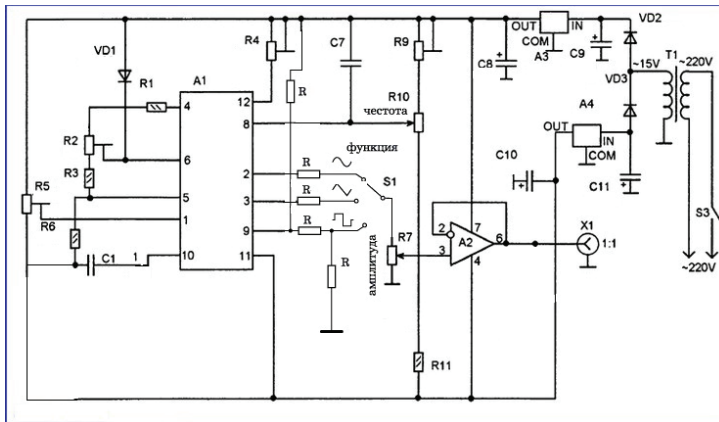 VD1
R1
R2
R3
R5
R6
C1
1
A1
4
6
5
1
10
12
8
2
3
9
11
R4
R
C7
R9
R10
частота
функция
R
R
R
R
S1
R7
амплитуда
R11
2
3
A2
7
4
6
X1
1:1
C8
+
OUT
IN
COM
A3
C9
+
VD2
VD3
~15V
T1
~220V
A4
OUT
IN
COM
C10
+
C11
+
S3
~220V